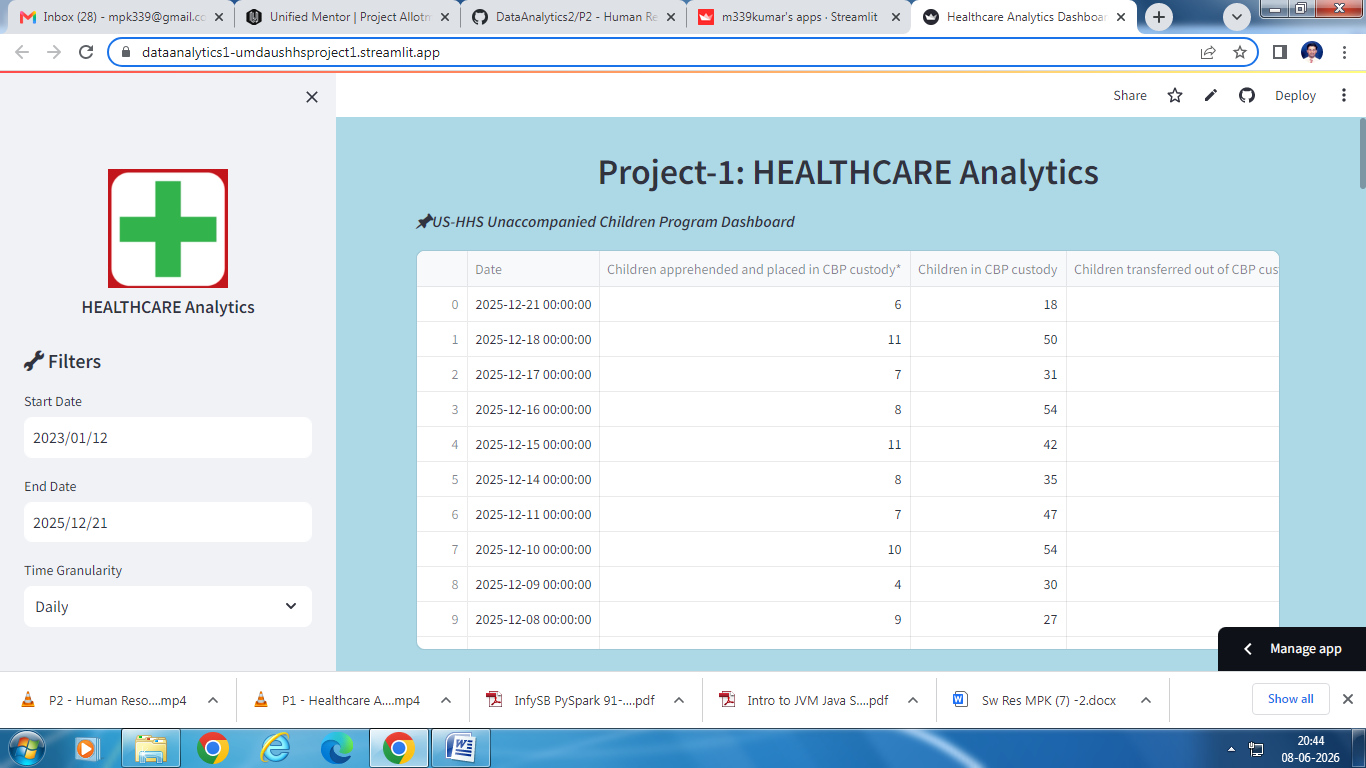 Inbox (28) - mpk339@gmail.co
Unified Mentor | Project Allotm
DataAnalytics2/P2 - Human Re
m339kumar's apps · Streamlit
Healthcare Analytics Dashboar
dataanalytics1-umdaushhsproject1.streamlit.app
Share
Deploy
HEALTHCARE Analytics
Filters
Start Date
2023/01/12
End Date
2025/12/21
Time Granularity
Daily
Project-1: HEALTHCARE Analytics
US-HHS Unaccompanied Children Program Dashboard
Date Children apprehended and placed in CBP custody* Children in CBP custody Children transferred out of CBP cus
0 2025-12-21 00:00:00 6 18
1 2025-12-18 00:00:00 11 50
2 2025-12-17 00:00:00 7 31
3 2025-12-16 00:00:00 8 54
4 2025-12-15 00:00:00 11 42
5 2025-12-14 00:00:00 8 35
6 2025-12-11 00:00:00 7 47
7 2025-12-10 00:00:00 10 54
8 2025-12-09 00:00:00 4 30
9 2025-12-08 00:00:00 9 27
Manage app
P2 - Human Reso....mp4
P1 - Healthcare A....mp4
InfySB PySpark 91-....pdf
Intro to JVM Java S....pdf
Sw Res MPK (7) -2.docx
Show all
20:44
08-06-2026